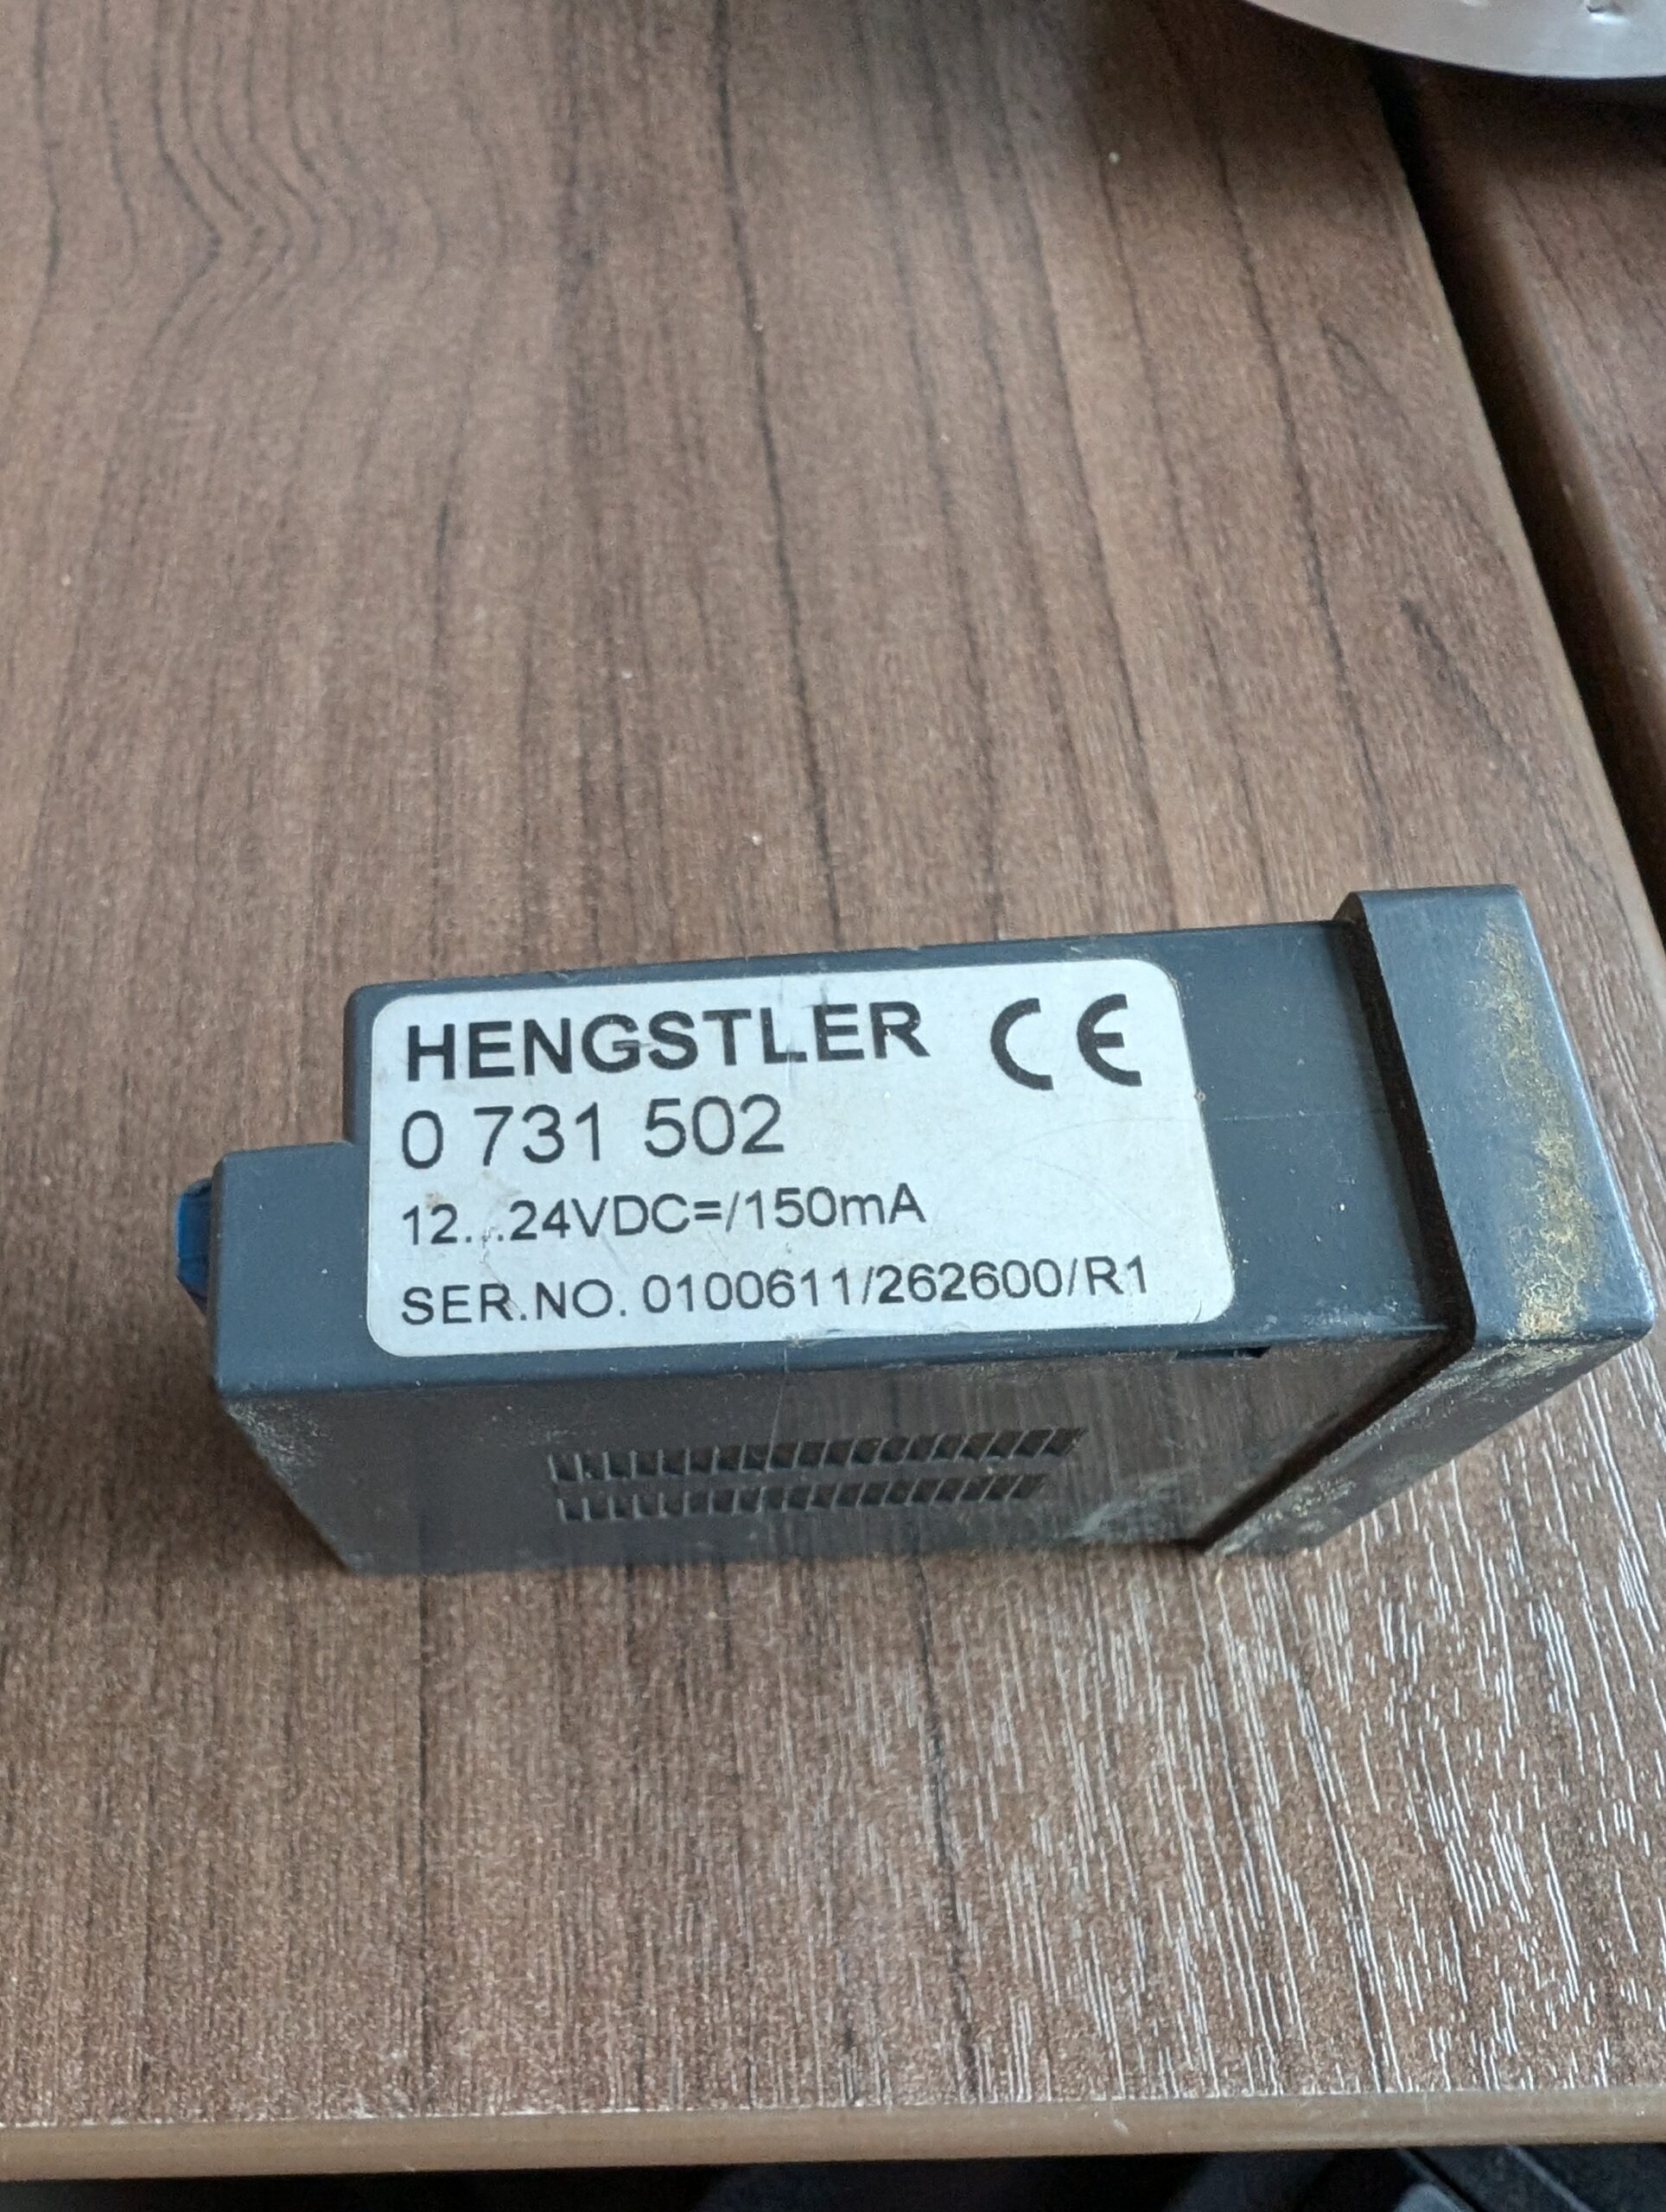 HENGSTLER CE
0 731 502
12...24VDC=/150mA
SER.NO. 0100611/262600/R1